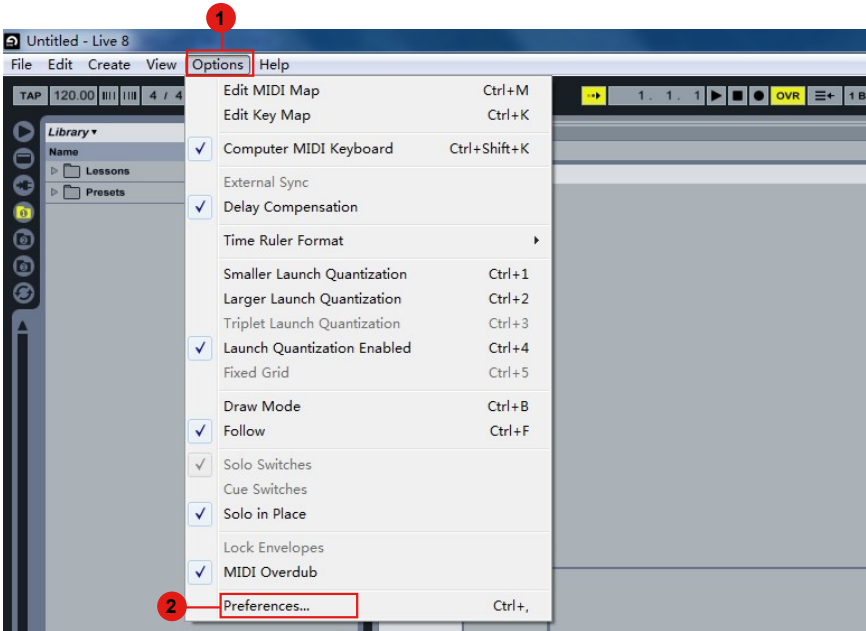 1
Untitled - Live 8
File Edit Create View Options Help
TAP 120.00 4 / 4 1. 1. 1 OVR 1 B
Library
Name
Lessons
Presets
Edit MIDI Map Ctrl+M
Edit Key Map Ctrl+K
Computer MIDI Keyboard Ctrl+Shift+K
External Sync
Delay Compensation
Time Ruler Format
Smaller Launch Quantization Ctrl+1
Larger Launch Quantization Ctrl+2
Triplet Launch Quantization Ctrl+3
Launch Quantization Enabled Ctrl+4
Fixed Grid Ctrl+5
Draw Mode Ctrl+B
Follow Ctrl+F
Solo Switches
Cue Switches
Solo in Place
Lock Envelopes
MIDI Overdub
2 Preferences... Ctrl+,